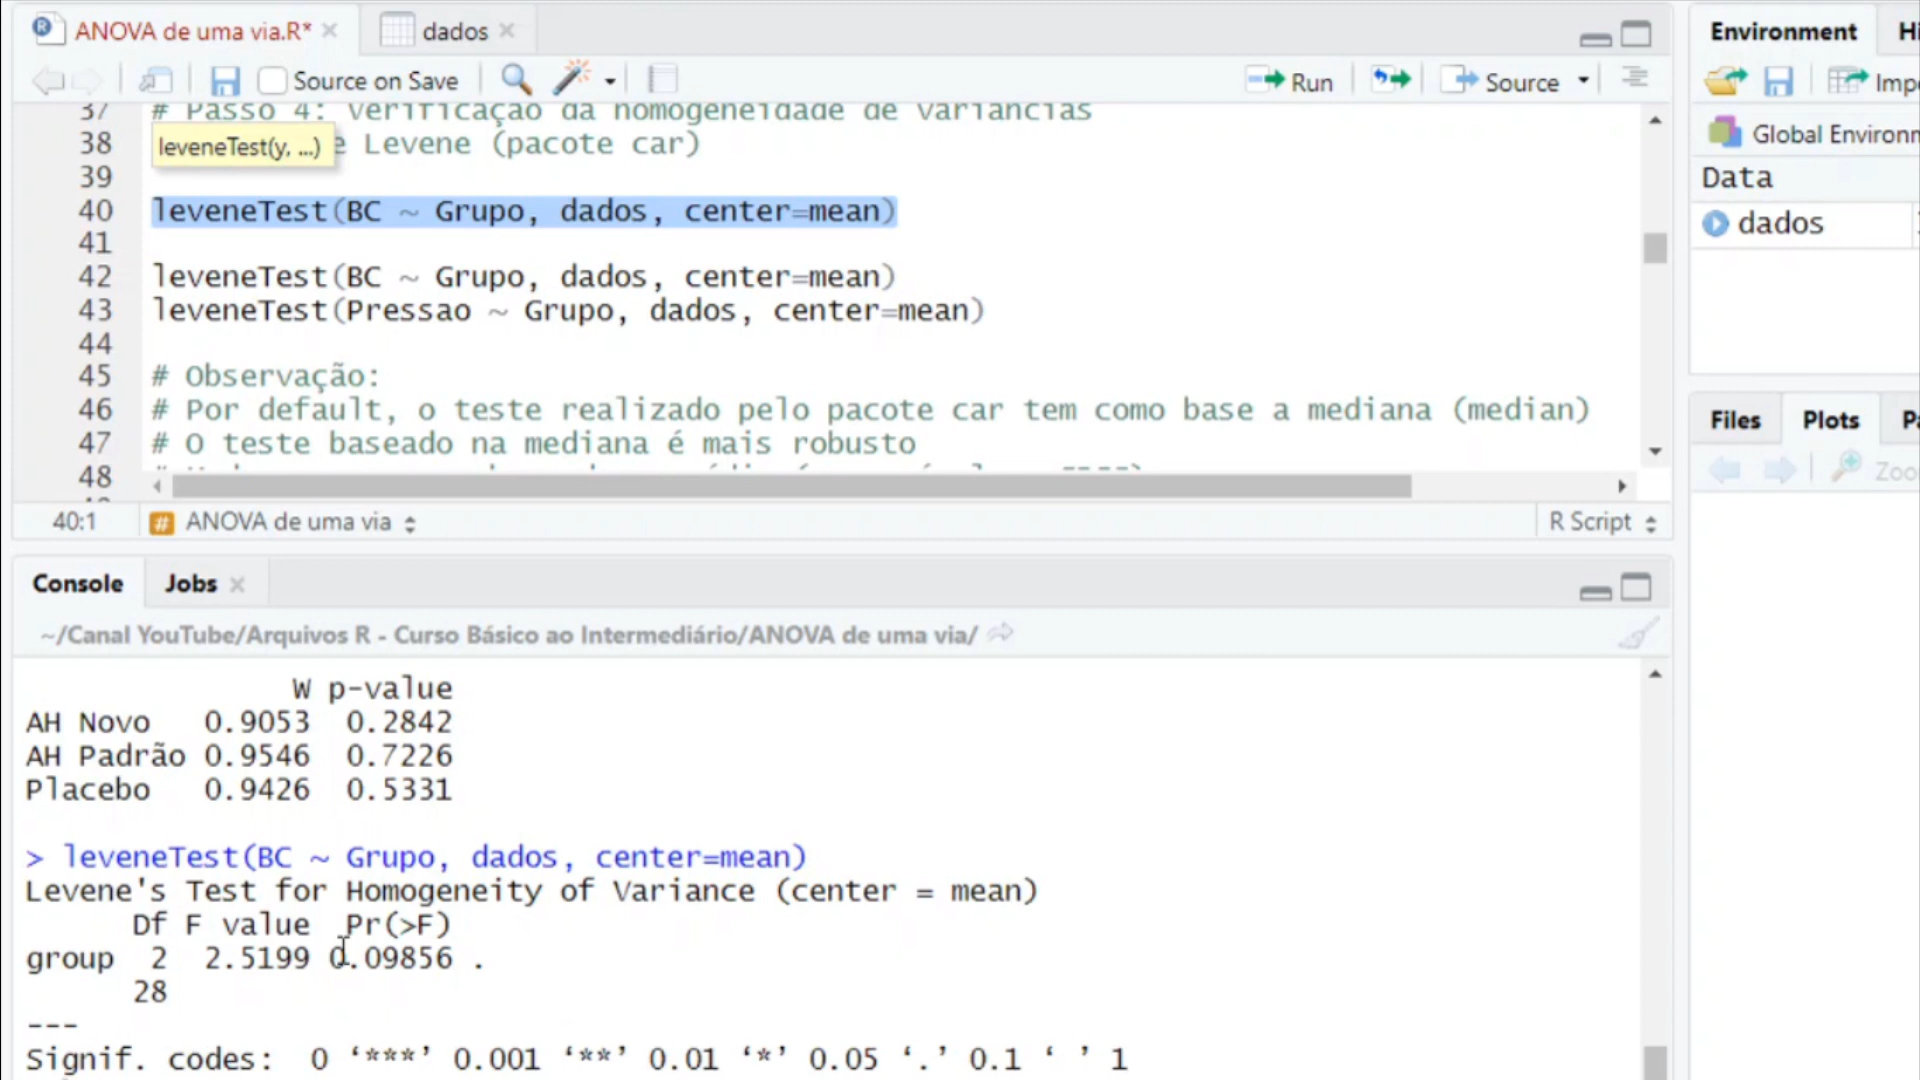 ANOVA de uma via.R* dados
Source on Save Run Source
37 # Passo 4: Verificação da homogeneidade de variâncias
38 e Levene (pacote car)
leveneTest(y, ...)
39
40 leveneTest(BC ~ Grupo, dados, center=mean)
41
42 leveneTest(BC ~ Grupo, dados, center=mean)
43 leveneTest(Pressao ~ Grupo, dados, center=mean)
44
45 # Observação:
46 # Por default, o teste realizado pelo pacote car tem como base a mediana (median)
47 # O teste baseado na mediana é mais robusto
48
40:1 # ANOVA de uma via R Script
Console Jobs
~/Canal YouTube/Arquivos R - Curso Básico ao Intermediário/ANOVA de uma via/
W p-value
AH Novo 0.9053 0.2842
AH Padrão 0.9546 0.7226
Placebo 0.9426 0.5331
> leveneTest(BC ~ Grupo, dados, center=mean)
Levene's Test for Homogeneity of Variance (center = mean)
Df F value Pr(>F)
group 2 2.5199 0.09856 .
28
---
Signif. codes: 0 ‘***’ 0.001 ‘**’ 0.01 ‘*’ 0.05 ‘.’ 0.1 ‘ ’ 1
Environment Hi
Impo
Global Environm
Data
dados
Files Plots Pa
Zoo